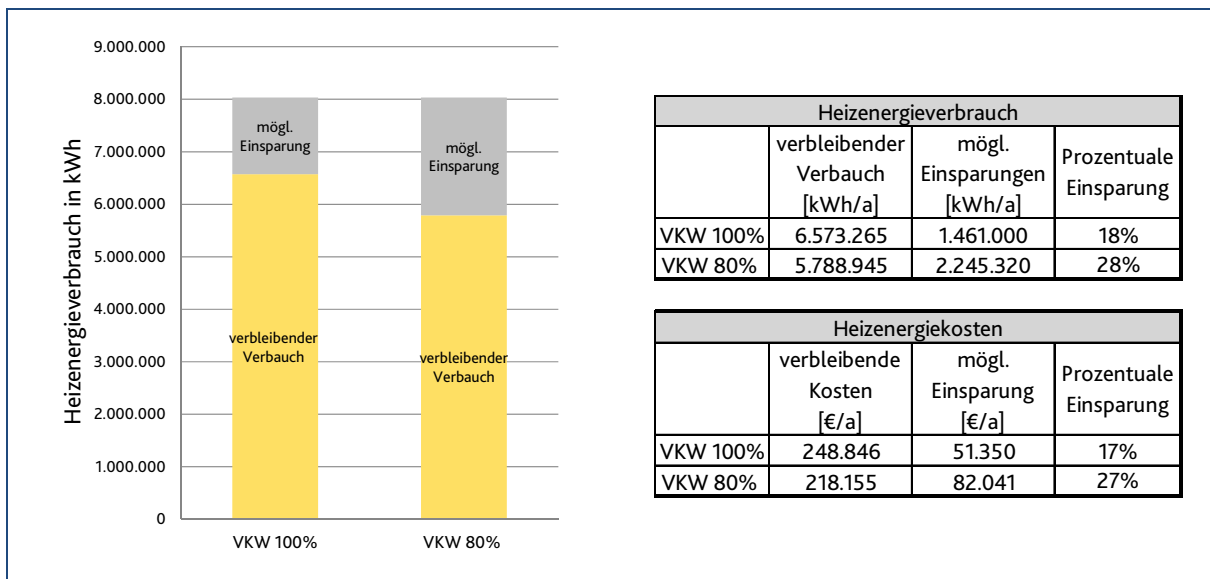 Heizenergieverbrauch in kWh
9.000.000
8.000.000
7.000.000
6.000.000
5.000.000
4.000.000
3.000.000
2.000.000
1.000.000
0
mögl.
Einsparung
mögl.
Einsparung
verbleibender
Verbauch
verbleibender
Verbauch
VKW 100%
VKW 80%
Heizenergieverbrauch
verbleibender
Verbauch
[kWh/a]
mögl.
Einsparungen
[kWh/a]
Prozentuale
Einsparung
VKW 100% 6.573.265 1.461.000 18%
VKW 80% 5.788.945 2.245.320 28%
Heizenergiekosten
verbleibende
Kosten
[€/a]
mögl.
Einsparung
[€/a]
Prozentuale
Einsparung
VKW 100% 248.846 51.350 17%
VKW 80% 218.155 82.041 27%